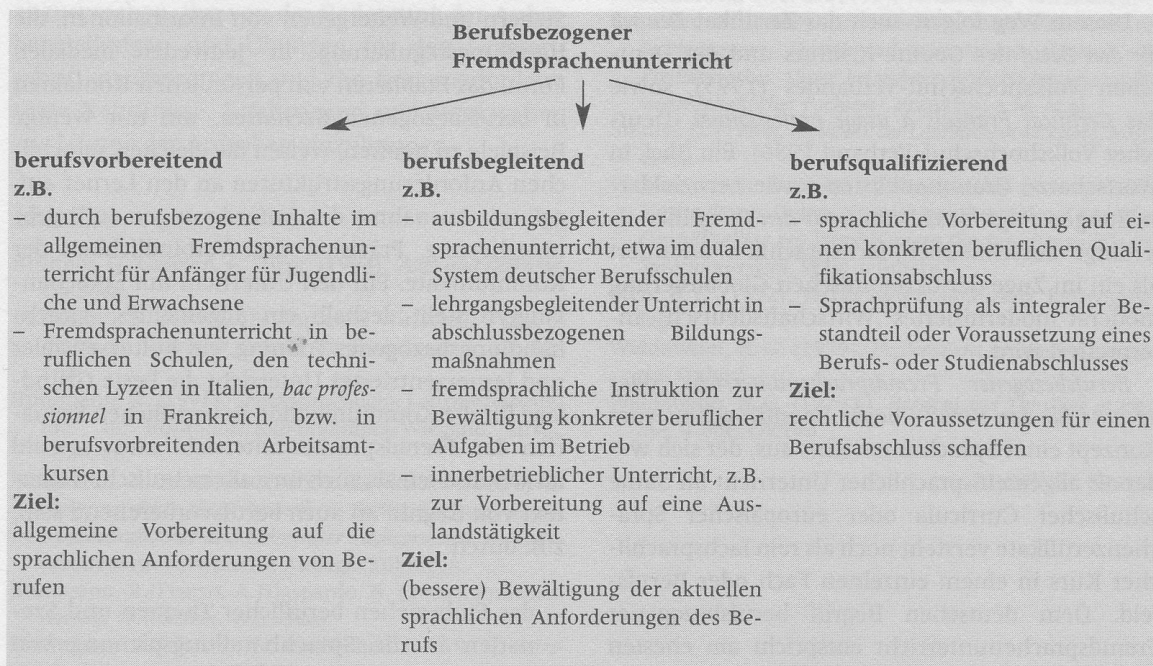 Berufsbezogener
Fremdsprachenunterricht
berufsvorbereitend
z.B.
– durch berufsbezogene Inhalte im
allgemeinen Fremdsprachenun-
terricht für Anfänger für Jugendli-
che und Erwachsene
– Fremdsprachenunterricht in be-
ruflichen Schulen, den techni-
schen Lyzeen in Italien, bac profes-
sionnel in Frankreich, bzw. in
berufsvorbereitenden Arbeitsamt-
kursen
Ziel:
allgemeine Vorbereitung auf die
sprachlichen Anforderungen von Be-
rufen
berufsbegleitend
z.B.
– ausbildungsbegleitender Fremd-
sprachenunterricht, etwa im dualen
System deutscher Berufsschulen
– lehrgangsbegleitender Unterricht in
abschlussbezogenen Bildungs-
maßnahmen
– fremdsprachliche Instruktion zur
Bewältigung konkreter beruflicher
Aufgaben im Betrieb
innerbetrieblicher Unterricht, z.B.
zur Vorbereitung auf eine Aus-
landstätigkeit
Ziel:
(bessere) Bewältigung der aktuellen
sprachlichen Anforderungen des Be-
rufs
berufsqualifizierend
z.B.
– sprachliche Vorbereitung auf ei-
nen konkreten beruflichen Quali-
fikationsabschluss
– Sprachprüfung als integraler Be-
standteil oder Voraussetzung eines
Berufs- oder Studienabschlusses
Ziel:
rechtliche Voraussetzungen für einen
Berufsabschluss schaffen